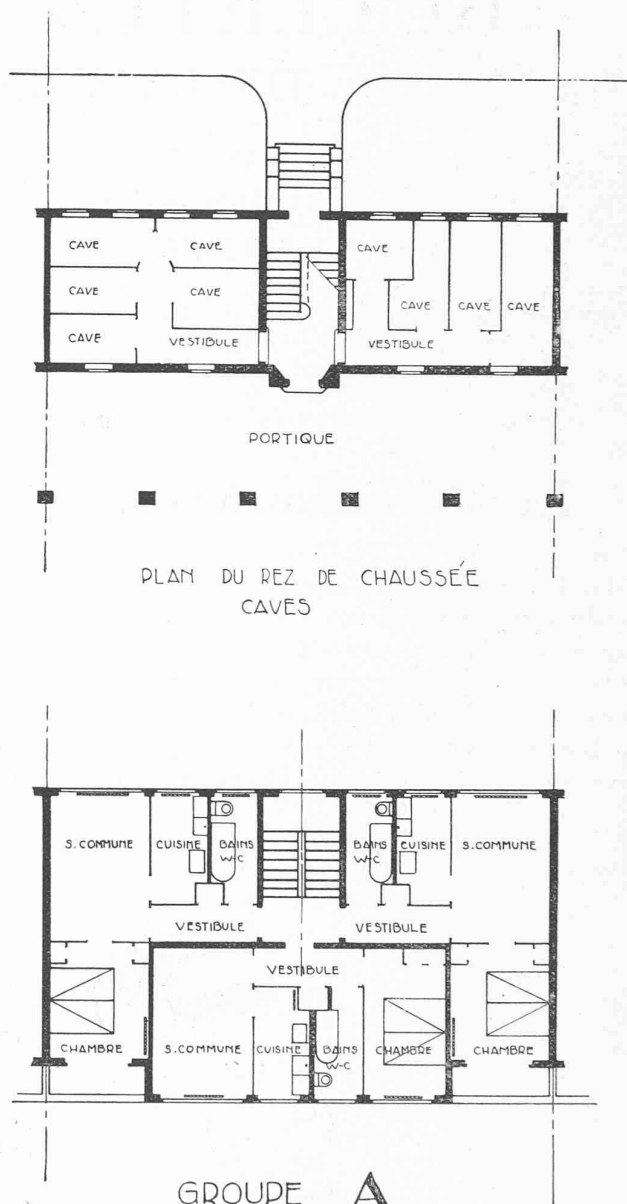 CAVE CAVE CAVE
CAVE CAVE CAVE CAVE CAVE
CAVE VESTIBULE VESTIBULE
PORTIQUE
PLAN DU REZ DE CHAUSSÉE
CAVES
S. COMMUNE CUISINE BAINS W-C BAINS W-C CUISINE S. COMMUNE
VESTIBULE VESTIBULE
VESTIBULE
CHAMBRE S. COMMUNE CUISINE BAINS W-C CHAMBRE CHAMBRE
GROUPE A